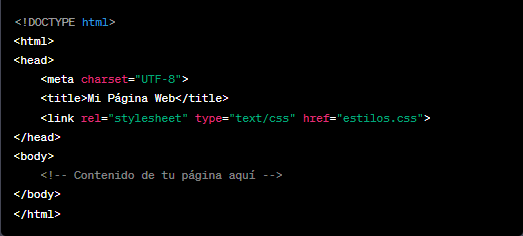 <!DOCTYPE html>
<html>
<head>
    <meta charset="UTF-8">
    <title>Mi Página Web</title>
    <link rel="stylesheet" type="text/css" href="estilos.css">
</head>
<body>
    <!-- Contenido de tu página aquí -->
</body>
</html>